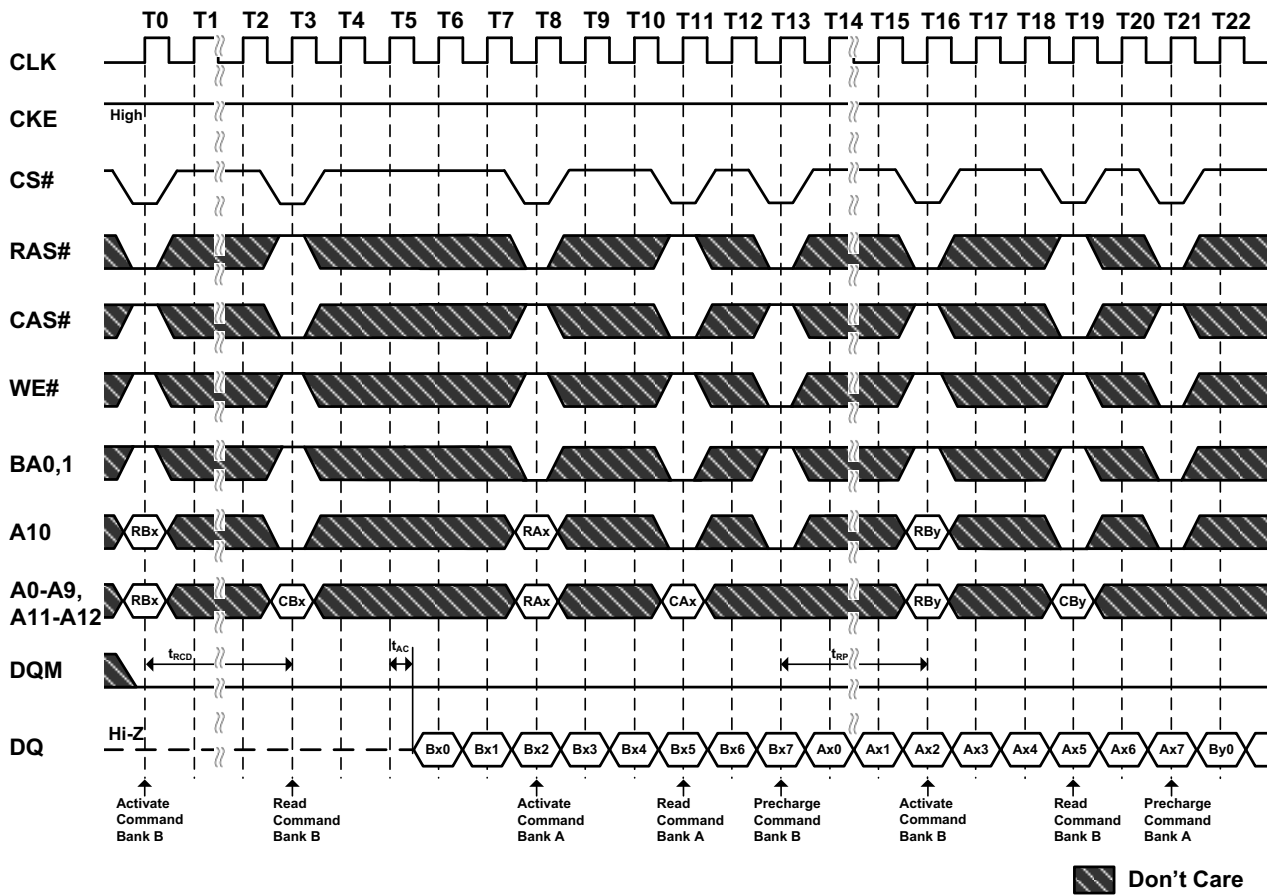 T0 T1 T2 T3 T4 T5 T6 T7 T8 T9 T10 T11 T12 T13 T14 T15 T16 T17 T18 T19 T20 T21 T22
CLK
CKE High
CS#
RAS#
CAS#
WE#
BA0,1
A10 RBx RAx RBy
A0-A9,
A11-A12 RBx CBx RAx CAx RBy CBy
DQM tRCD tAC tRP
DQ Hi-Z Bx0 Bx1 Bx2 Bx3 Bx4 Bx5 Bx6 Bx7 Ax0 Ax1 Ax2 Ax3 Ax4 Ax5 Ax6 Ax7 By0
Activate
Command
Bank B
Read
Command
Bank B
Activate
Command
Bank A
Read
Command
Bank A
Precharge
Command
Bank B
Activate
Command
Bank B
Read
Command
Bank B
Precharge
Command
Bank A
Don't Care